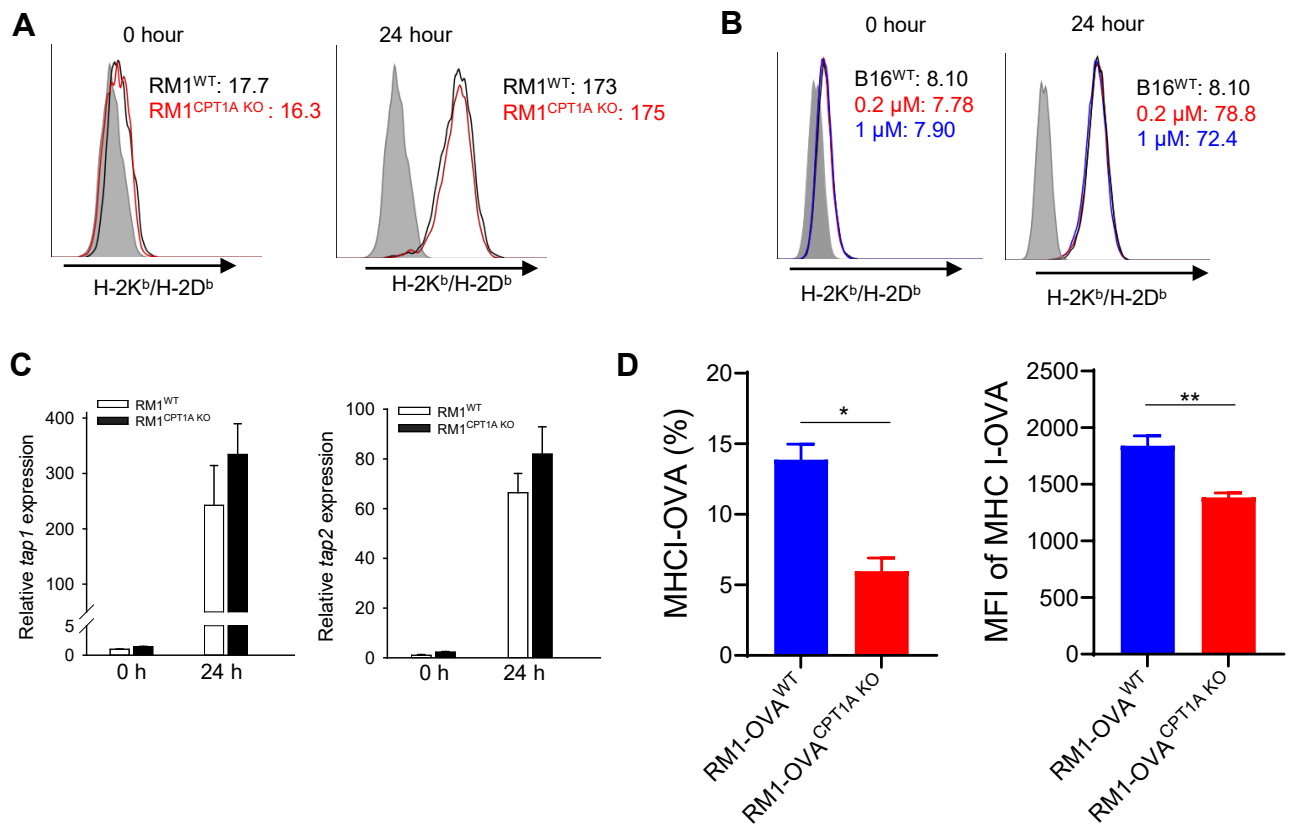 A
0 hour
RM1WT: 17.7
RM1CPT1A KO: 16.3
H-2Kb/H-2Db
24 hour
RM1WT: 173
RM1CPT1A KO: 175
H-2Kb/H-2Db
B
0 hour
B16WT: 8.10
0.2 µM: 7.78
1 µM: 7.90
H-2Kb/H-2Db
24 hour
B16WT: 8.10
0.2 µM: 78.8
1 µM: 72.4
H-2Kb/H-2Db
C
Relative tap1 expression
RM1WT
RM1CPT1A KO
400
300
200
100
5
0
0 h
24 h
Relative tap2 expression
RM1WT
RM1CPT1A KO
100
80
60
40
20
0
0 h
24 h
D
MHCI-OVA (%)
20
15
10
5
0
*
RM1-OVAWT
RM1-OVACPT1A KO
MFI of MHC I-OVA
2500
2000
1500
1000
500
0
**
RM1-OVAWT
RM1-OVACPT1A KO